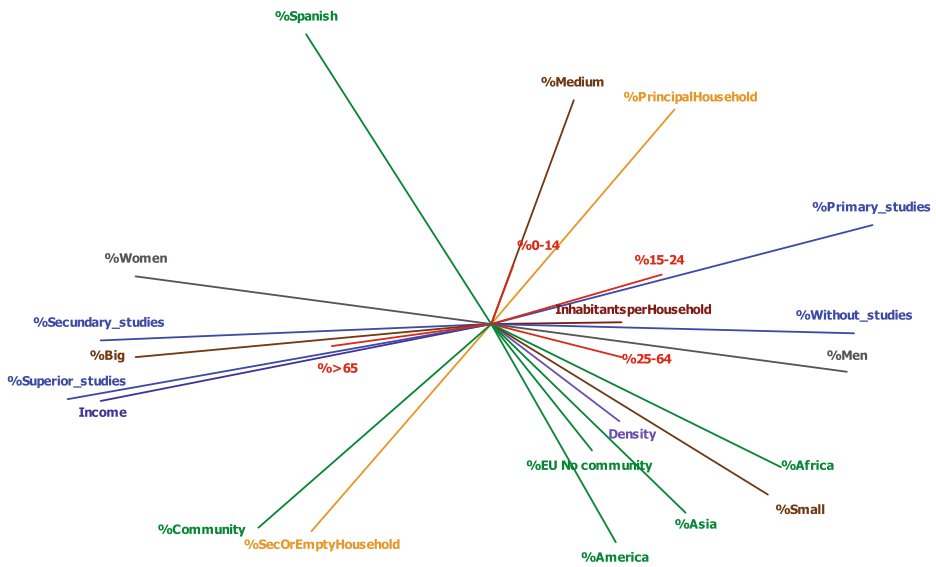 %Spanish
%Medium
%PrincipalHousehold
%Primary_studies
%0-14
%Women
%15-24
InhabitantsperHousehold
%Without_studies
%Secundary_studies
%Big
%Men
%25-64
%>65
%Superior_studies
Income
Density
%EU No community
%Africa
%Small
%Community
%Asia
%SecOrEmptyHousehold
%America